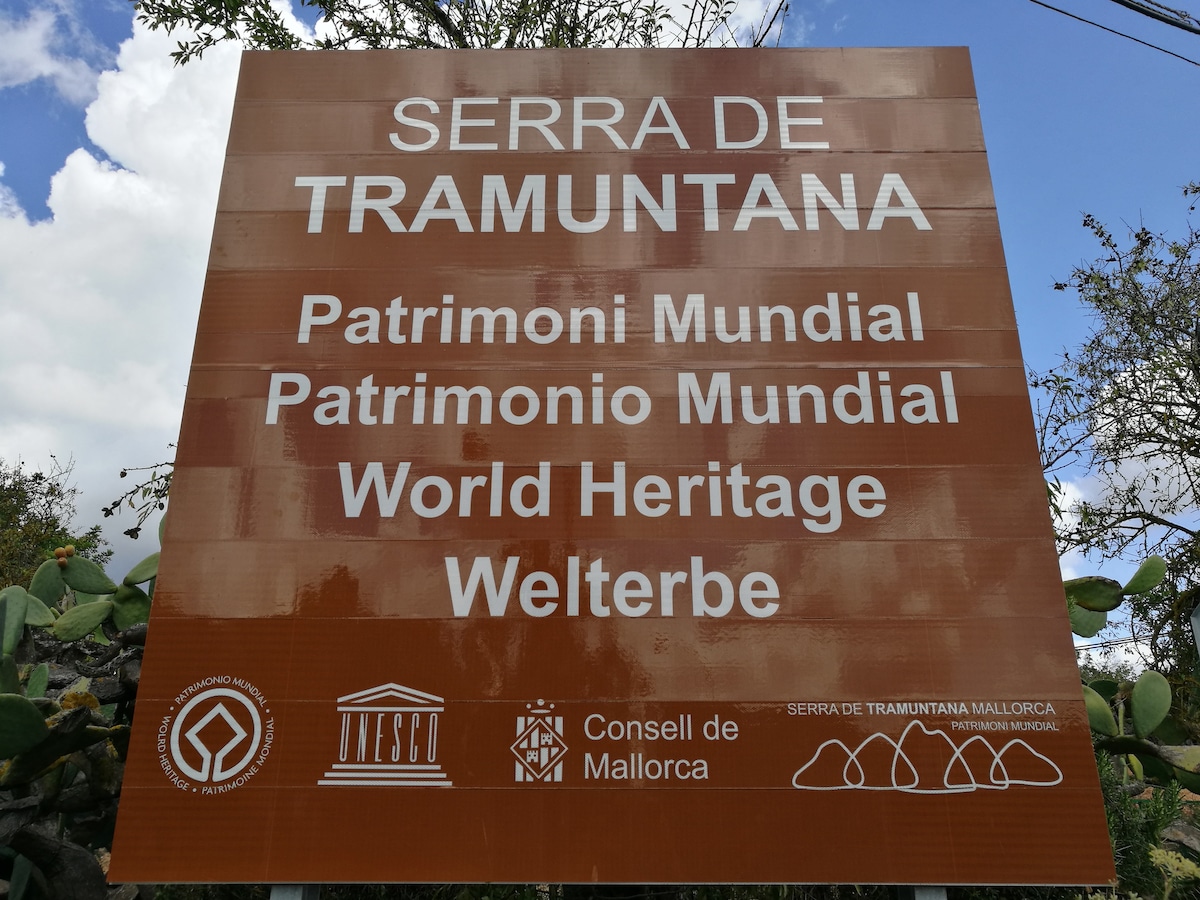 SERRA DE
TRAMUNTANA
Patrimoni Mundial
Patrimonio Mundial
World Heritage
Welterbe
PATRIMONIO MUNDIAL • WOLRD HERITAGE • PATRIMOINE MONDIAL •
UNESCO
Consell de
Mallorca
SERRA DE TRAMUNTANA MALLORCA
PATRIMONI MUNDIAL